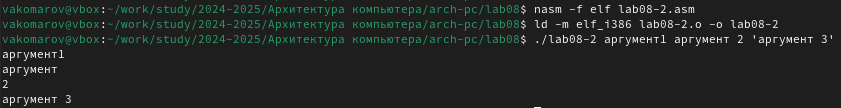 vakomarov@vbox:~/work/study/2024-2025/Архитектура компьютера/arch-pc/lab08$ nasm -f elf lab08-2.asm
vakomarov@vbox:~/work/study/2024-2025/Архитектура компьютера/arch-pc/lab08$ ld -m elf_i386 lab08-2.o -o lab08-2
vakomarov@vbox:~/work/study/2024-2025/Архитектура компьютера/arch-pc/lab08$ ./lab08-2 аргумент1 аргумент 2 'аргумент 3'
аргумент1
аргумент
2
аргумент 3